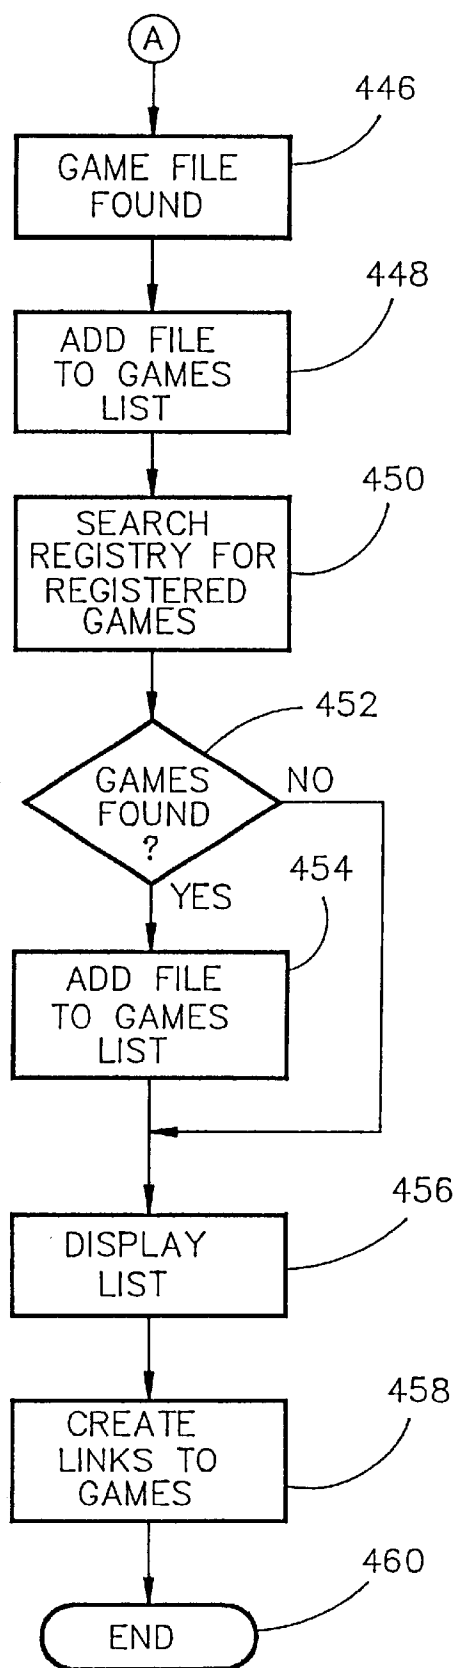 A
446
GAME FILE
FOUND
448
ADD FILE
TO GAMES
LIST
450
SEARCH
REGISTRY FOR
REGISTERED
GAMES
452
GAMES
FOUND
?
NO
YES
454
ADD FILE
TO GAMES
LIST
456
DISPLAY
LIST
458
CREATE
LINKS TO
GAMES
460
END